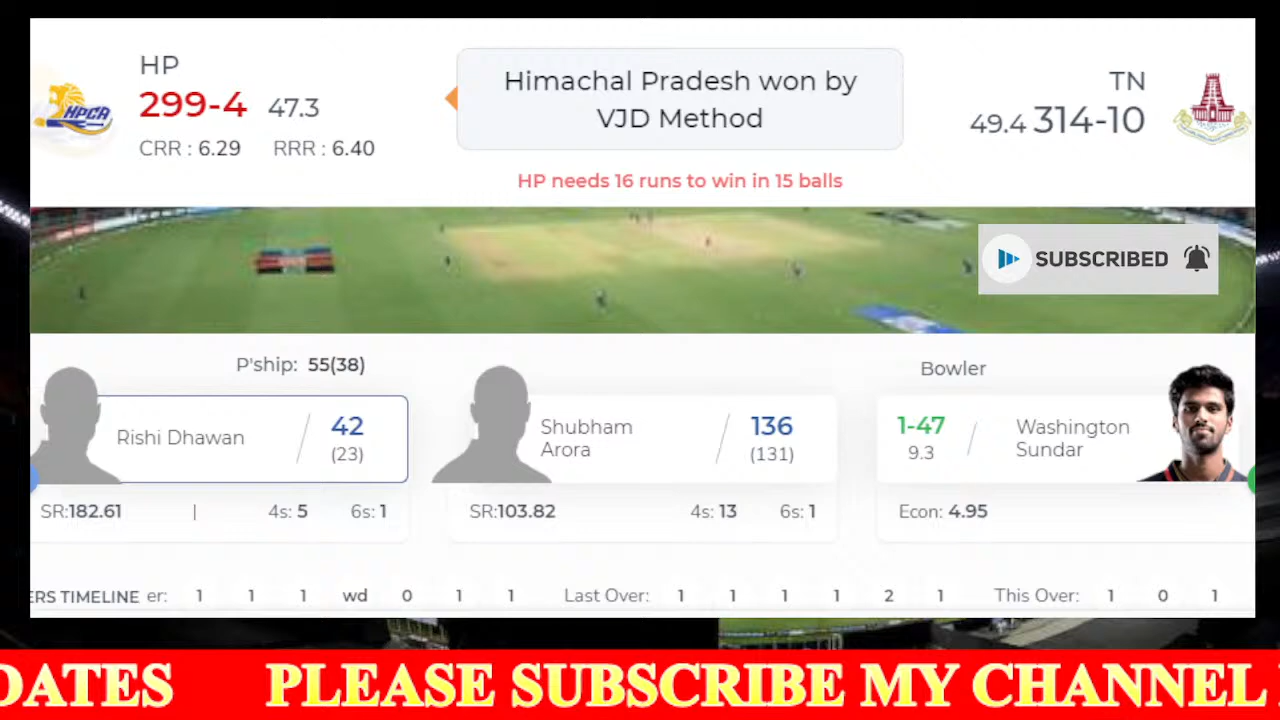 HP
299-4 47.3
CRR : 6.29 RRR : 6.40
HPCA
Himachal Pradesh won by
VJD Method
HP needs 16 runs to win in 15 balls
TN
49.4 314-10
SUBSCRIBED
P'ship: 55(38)
Rishi Dhawan / 42
(23)
SR:182.61 | 4s: 5 6s: 1
Shubham
Arora / 136
(131)
SR:103.82 4s: 13 6s: 1
Bowler
1-47 / Washington
9.3 Sundar
Econ: 4.95
ERS TIMELINE er: 1 1 1 wd 0 1 1 Last Over: 1 1 1 1 2 1 This Over: 1 0 1
DATES PLEASE SUBSCRIBE MY CHANNEL